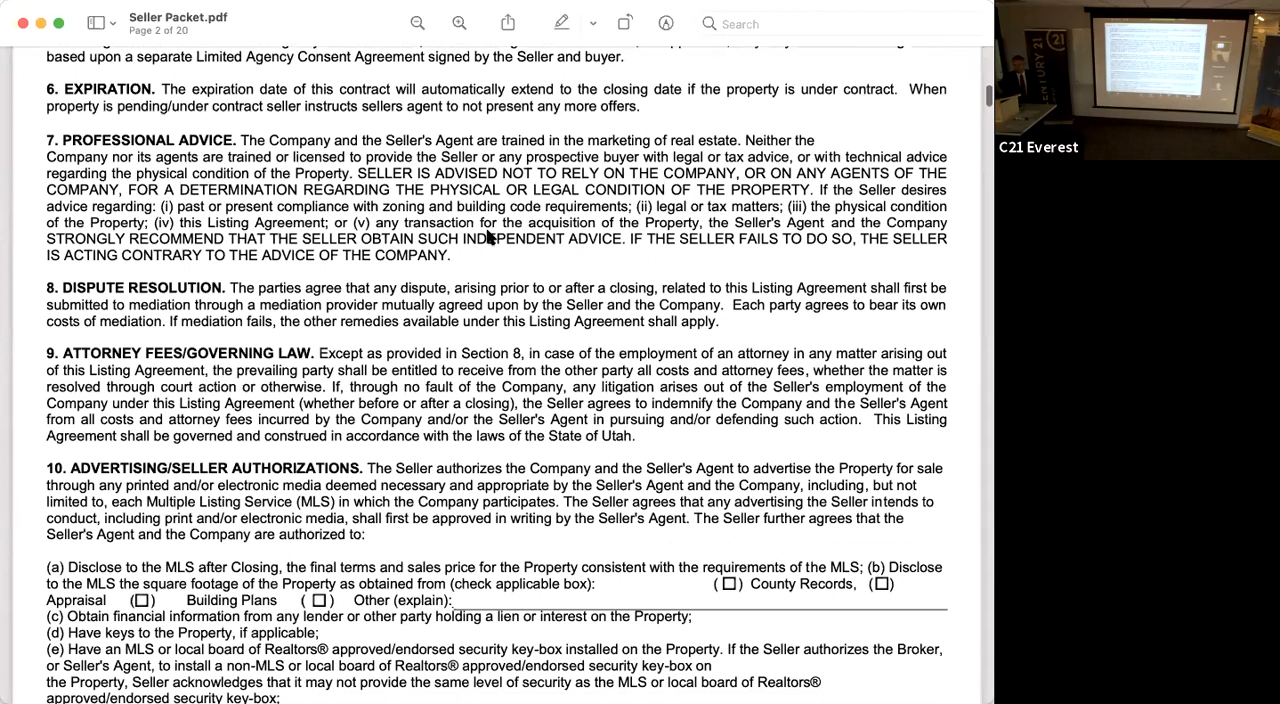 Seller Packet.pdf
Page 2 of 20
Search
based upon a separate Limited Agency Consent Agreement signed by the Seller and buyer.
6. EXPIRATION. The expiration date of this contract will automatically extend to the closing date if the property is under contract. When
property is pending/under contract seller instructs sellers agent to not present any more offers.
7. PROFESSIONAL ADVICE. The Company and the Seller's Agent are trained in the marketing of real estate. Neither the
Company nor its agents are trained or licensed to provide the Seller or any prospective buyer with legal or tax advice, or with technical advice
regarding the physical condition of the Property. SELLER IS ADVISED NOT TO RELY ON THE COMPANY, OR ON ANY AGENTS OF THE
COMPANY, FOR A DETERMINATION REGARDING THE PHYSICAL OR LEGAL CONDITION OF THE PROPERTY. If the Seller desires
advice regarding: (i) past or present compliance with zoning and building code requirements; (ii) legal or tax matters; (iii) the physical condition
of the Property; (iv) this Listing Agreement; or (v) any transaction for the acquisition of the Property, the Seller's Agent and the Company
STRONGLY RECOMMEND THAT THE SELLER OBTAIN SUCH INDEPENDENT ADVICE. IF THE SELLER FAILS TO DO SO, THE SELLER
IS ACTING CONTRARY TO THE ADVICE OF THE COMPANY.
8. DISPUTE RESOLUTION. The parties agree that any dispute, arising prior to or after a closing, related to this Listing Agreement shall first be
submitted to mediation through a mediation provider mutually agreed upon by the Seller and the Company. Each party agrees to bear its own
costs of mediation. If mediation fails, the other remedies available under this Listing Agreement shall apply.
9. ATTORNEY FEES/GOVERNING LAW. Except as provided in Section 8, in case of the employment of an attorney in any matter arising out
of this Listing Agreement, the prevailing party shall be entitled to receive from the other party all costs and attorney fees, whether the matter is
resolved through court action or otherwise. If, through no fault of the Company, any litigation arises out of the Seller's employment of the
Company under this Listing Agreement (whether before or after a closing), the Seller agrees to indemnify the Company and the Seller's Agent
from all costs and attorney fees incurred by the Company and/or the Seller's Agent in pursuing and/or defending such action. This Listing
Agreement shall be governed and construed in accordance with the laws of the State of Utah.
10. ADVERTISING/SELLER AUTHORIZATIONS. The Seller authorizes the Company and the Seller's Agent to advertise the Property for sale
through any printed and/or electronic media deemed necessary and appropriate by the Seller's Agent and the Company, including, but not
limited to, each Multiple Listing Service (MLS) in which the Company participates. The Seller agrees that any advertising the Seller intends to
conduct, including print and/or electronic media, shall first be approved in writing by the Seller's Agent. The Seller further agrees that the
Seller's Agent and the Company are authorized to:
(a) Disclose to the MLS after Closing, the final terms and sales price for the Property consistent with the requirements of the MLS; (b) Disclose
to the MLS the square footage of the Property as obtained from (check applicable box): (☐) County Records, (☐)
Appraisal (☐) Building Plans (☐) Other (explain):
(c) Obtain financial information from any lender or other party holding a lien or interest on the Property;
(d) Have keys to the Property, if applicable;
(e) Have an MLS or local board of Realtors® approved/endorsed security key-box installed on the Property. If the Seller authorizes the Broker,
or Seller's Agent, to install a non-MLS or local board of Realtors® approved/endorsed security key-box on
the Property, Seller acknowledges that it may not provide the same level of security as the MLS or local board of Realtors®
approved/endorsed security key-box;
C21 Everest